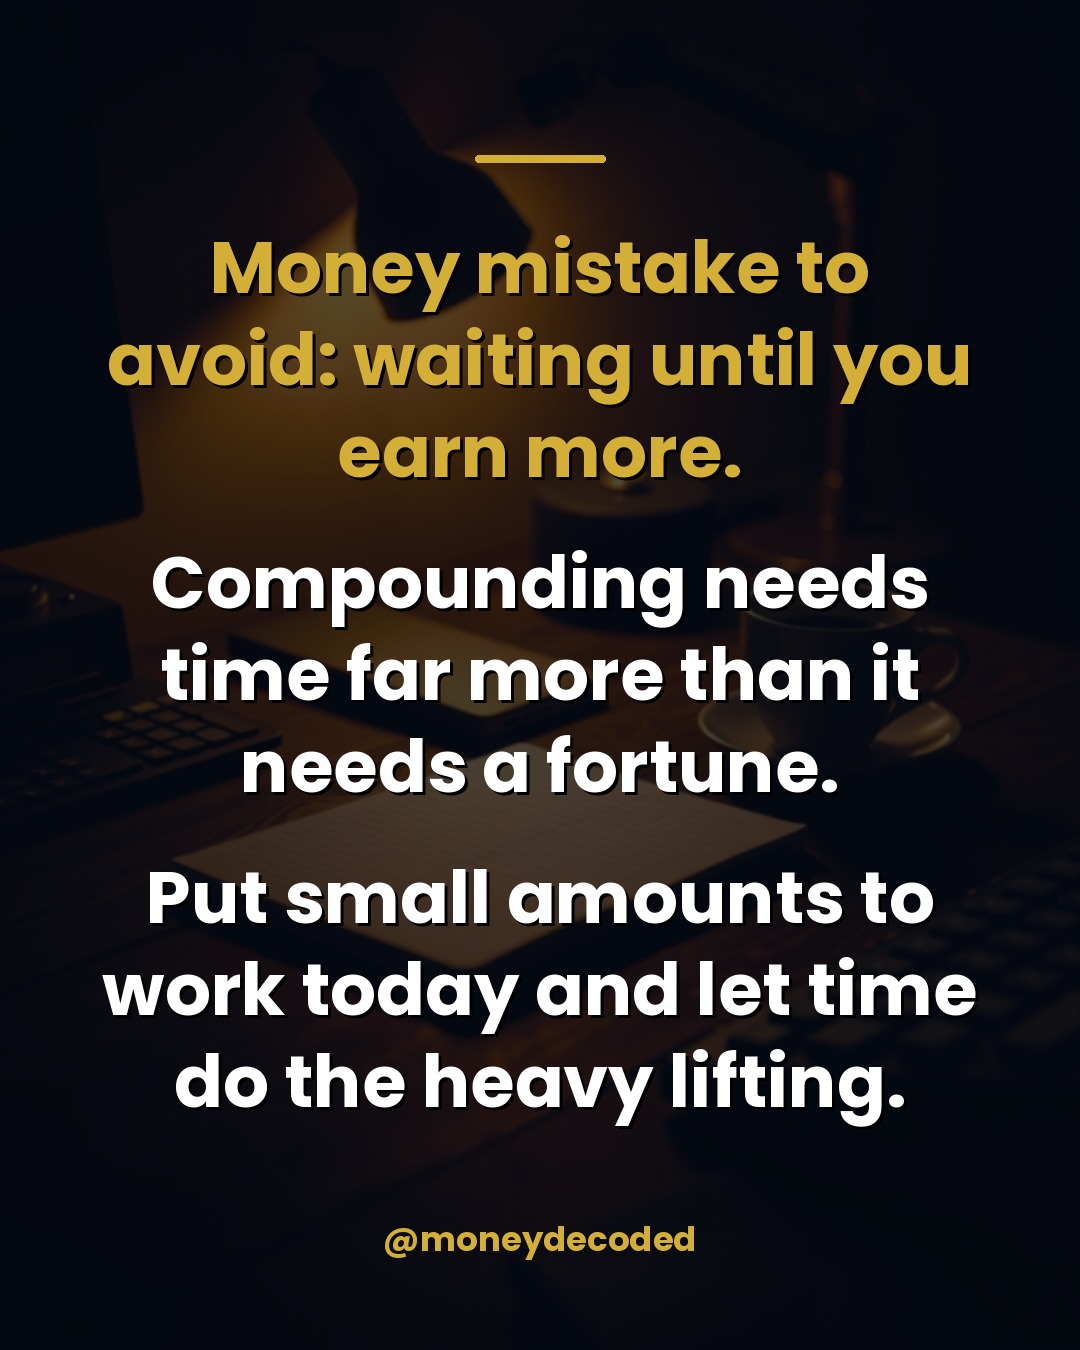 Money mistake to
avoid: waiting until you
earn more.
Compounding needs
time far more than it
needs a fortune.
Put small amounts to
work today and let time
do the heavy lifting.
@moneydecoded